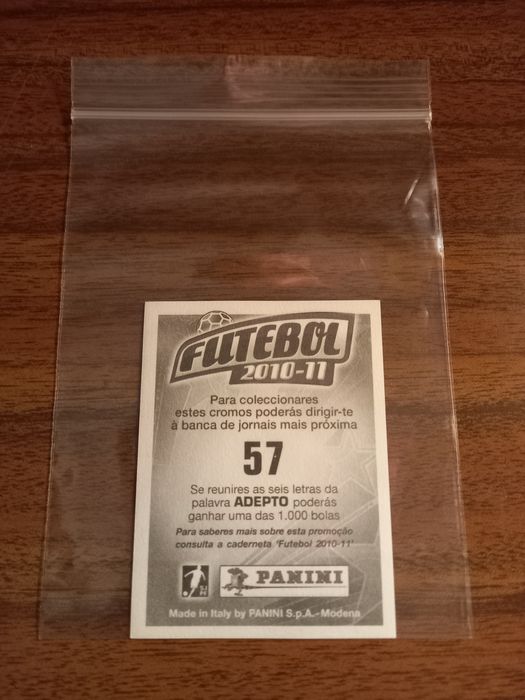 FUTEBOL
2010-11
Para coleccionares
estes cromos poderás dirigir-te
à banca de jornais mais próxima
57
Se reunires as seis letras da
palavra ADEPTO poderás
ganhar uma das 1.000 bolas
Para saberes mais sobre esta promoção
consulta a caderneta 'Futebol 2010-11'
PANINI
Made in Italy by PANINI S.p.A. - Modena